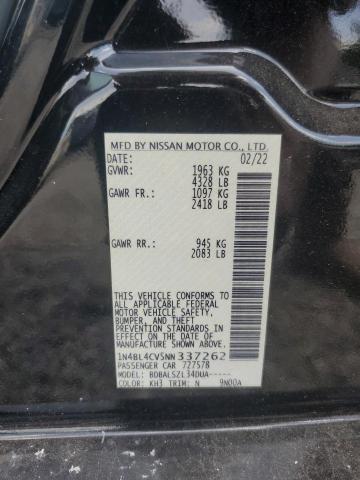 MFD BY NISSAN MOTOR CO., LTD.
DATE: 02/22
GVWR: 1963 KG
4328 LB
GAWR FR.: 1097 KG
2418 LB
GAWR RR.: 945 KG
2083 LB
THIS VEHICLE CONFORMS TO
ALL APPLICABLE FEDERAL
MOTOR VEHICLE SAFETY,
BUMPER, AND THEFT
PREVENTION STANDARDS IN
EFFECT ON THE DATE OF
MANUFACTURE SHOWN ABOVE.
1N4BL4CV5NN337262
PASSENGER CAR 727578
MODEL: BDBALSZL34DUA-----
COLOR: KH3 TRIM: N 9N00A